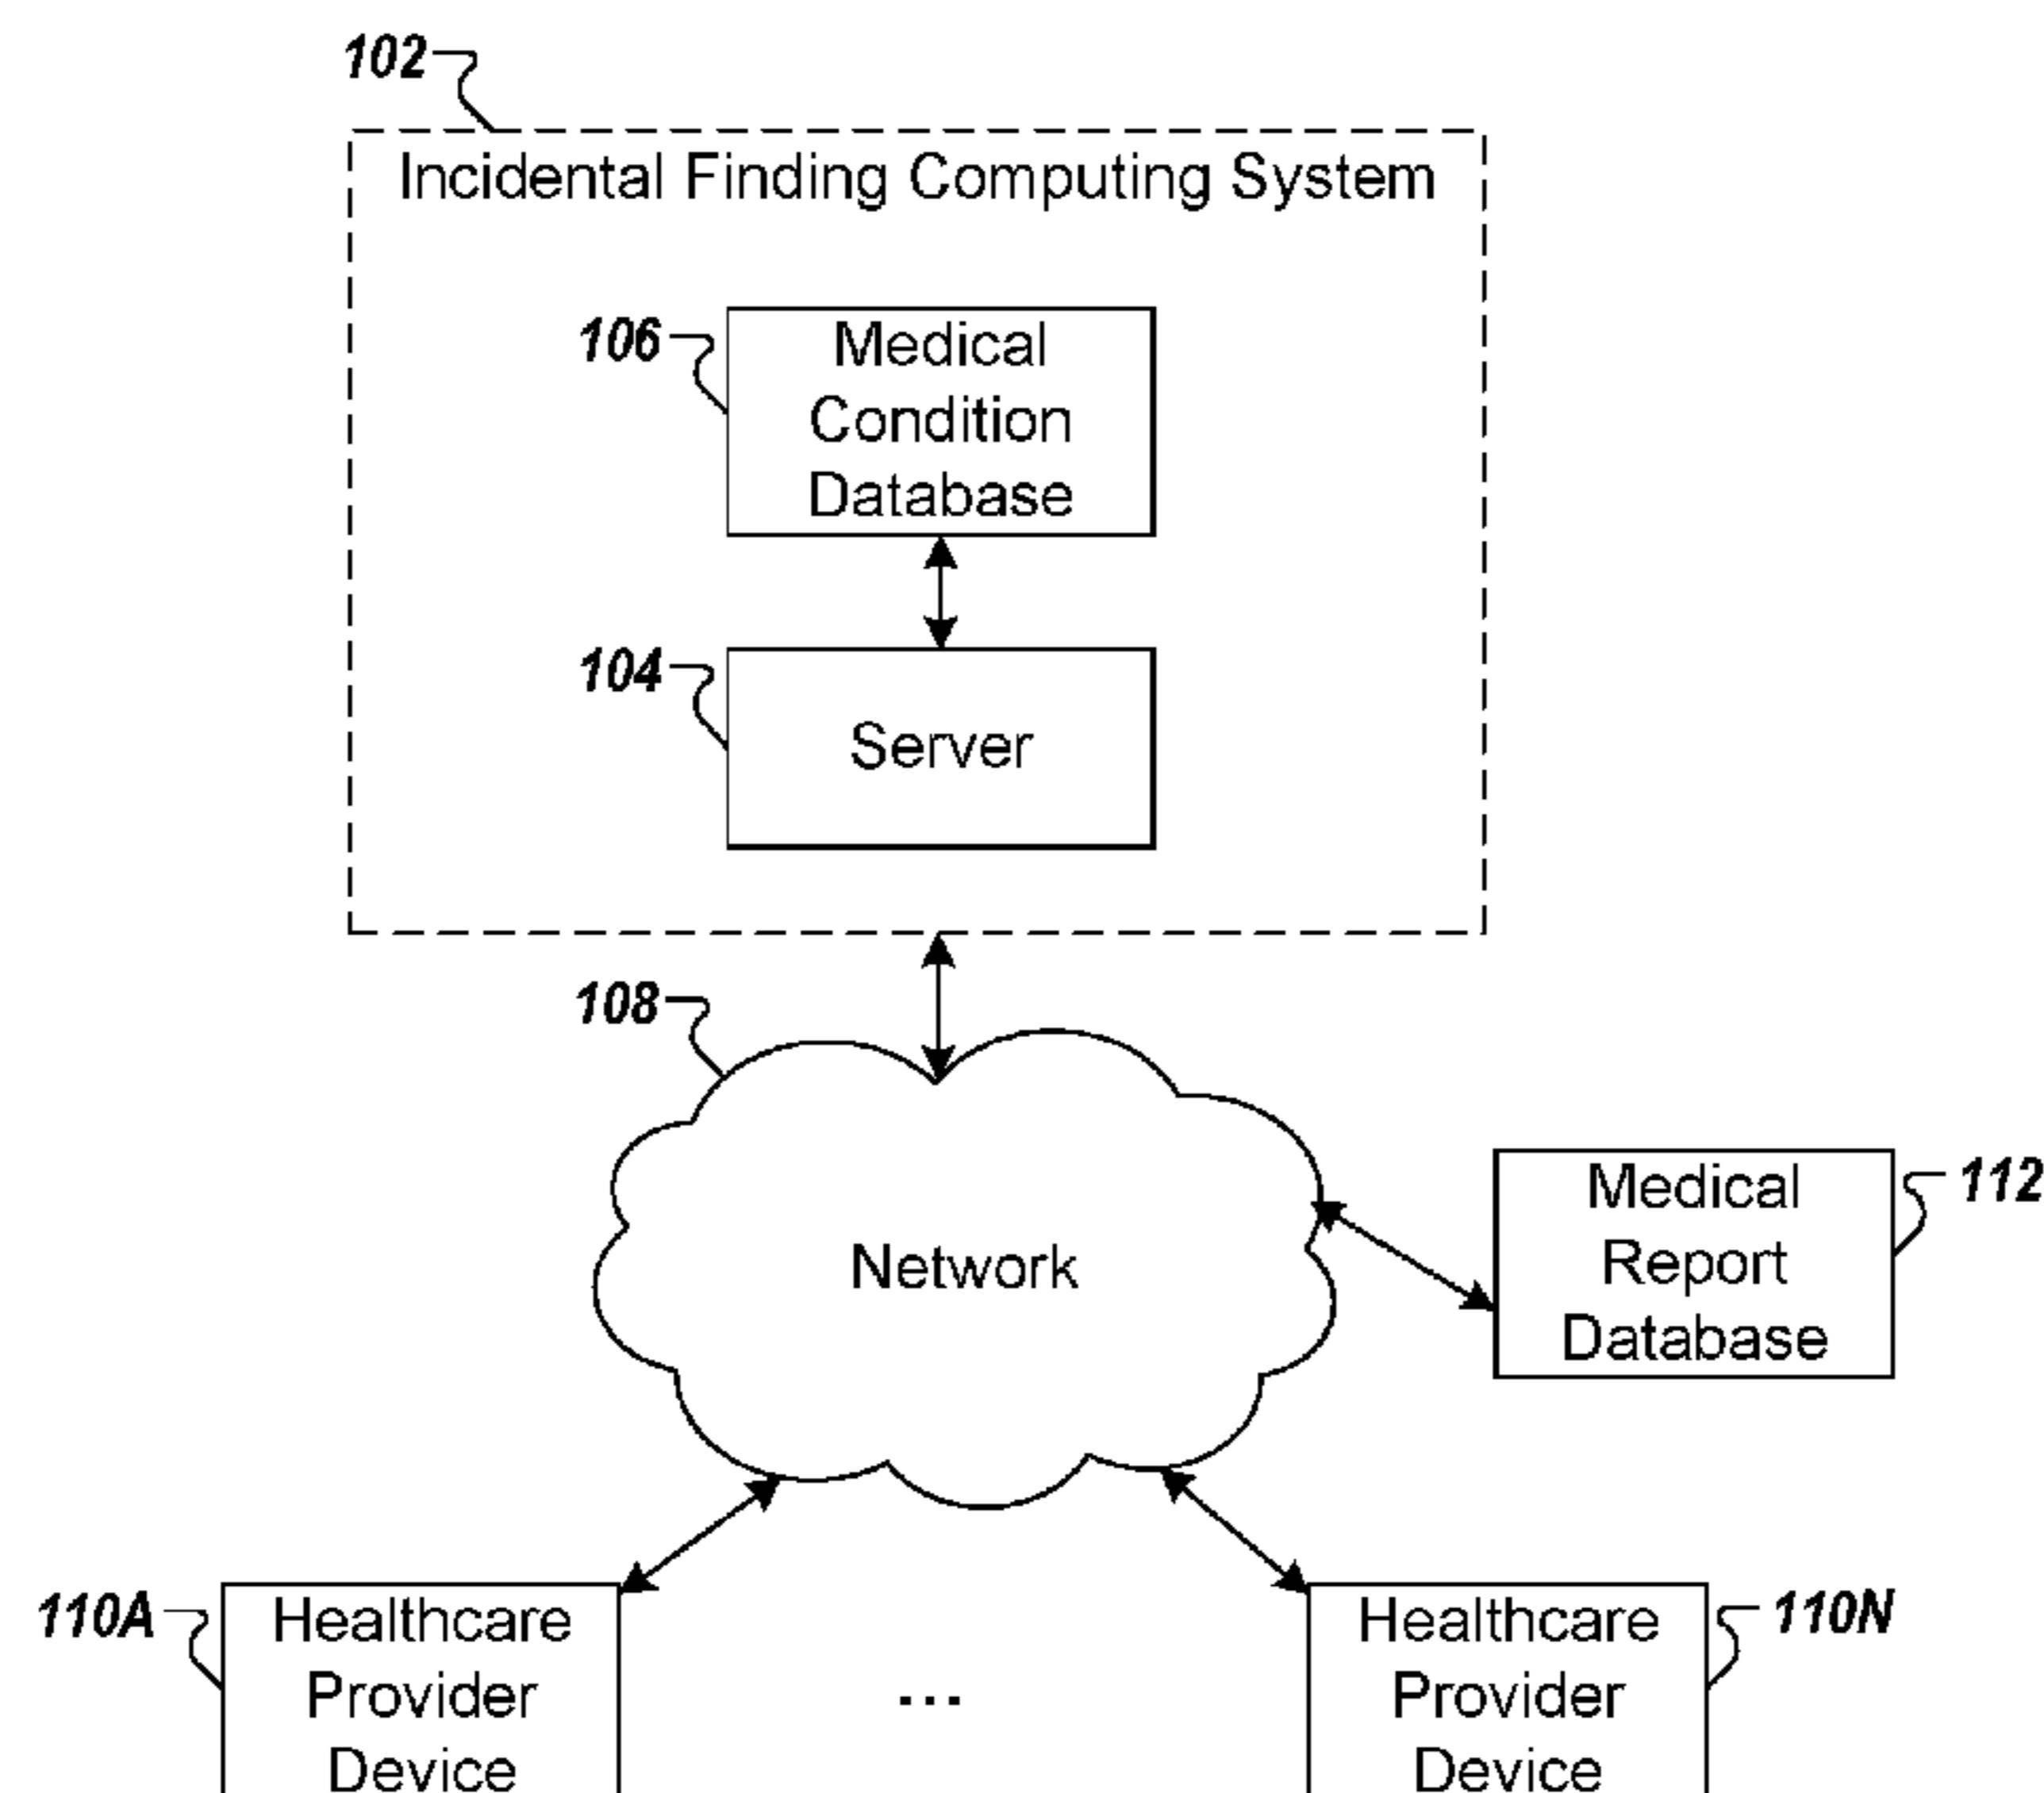 102
Incidental Finding Computing System
106
Medical
Condition
Database
104
Server
108
Network
Medical
Report
Database
112
110A
Healthcare
Provider
Device
...
Healthcare
Provider
Device
110N